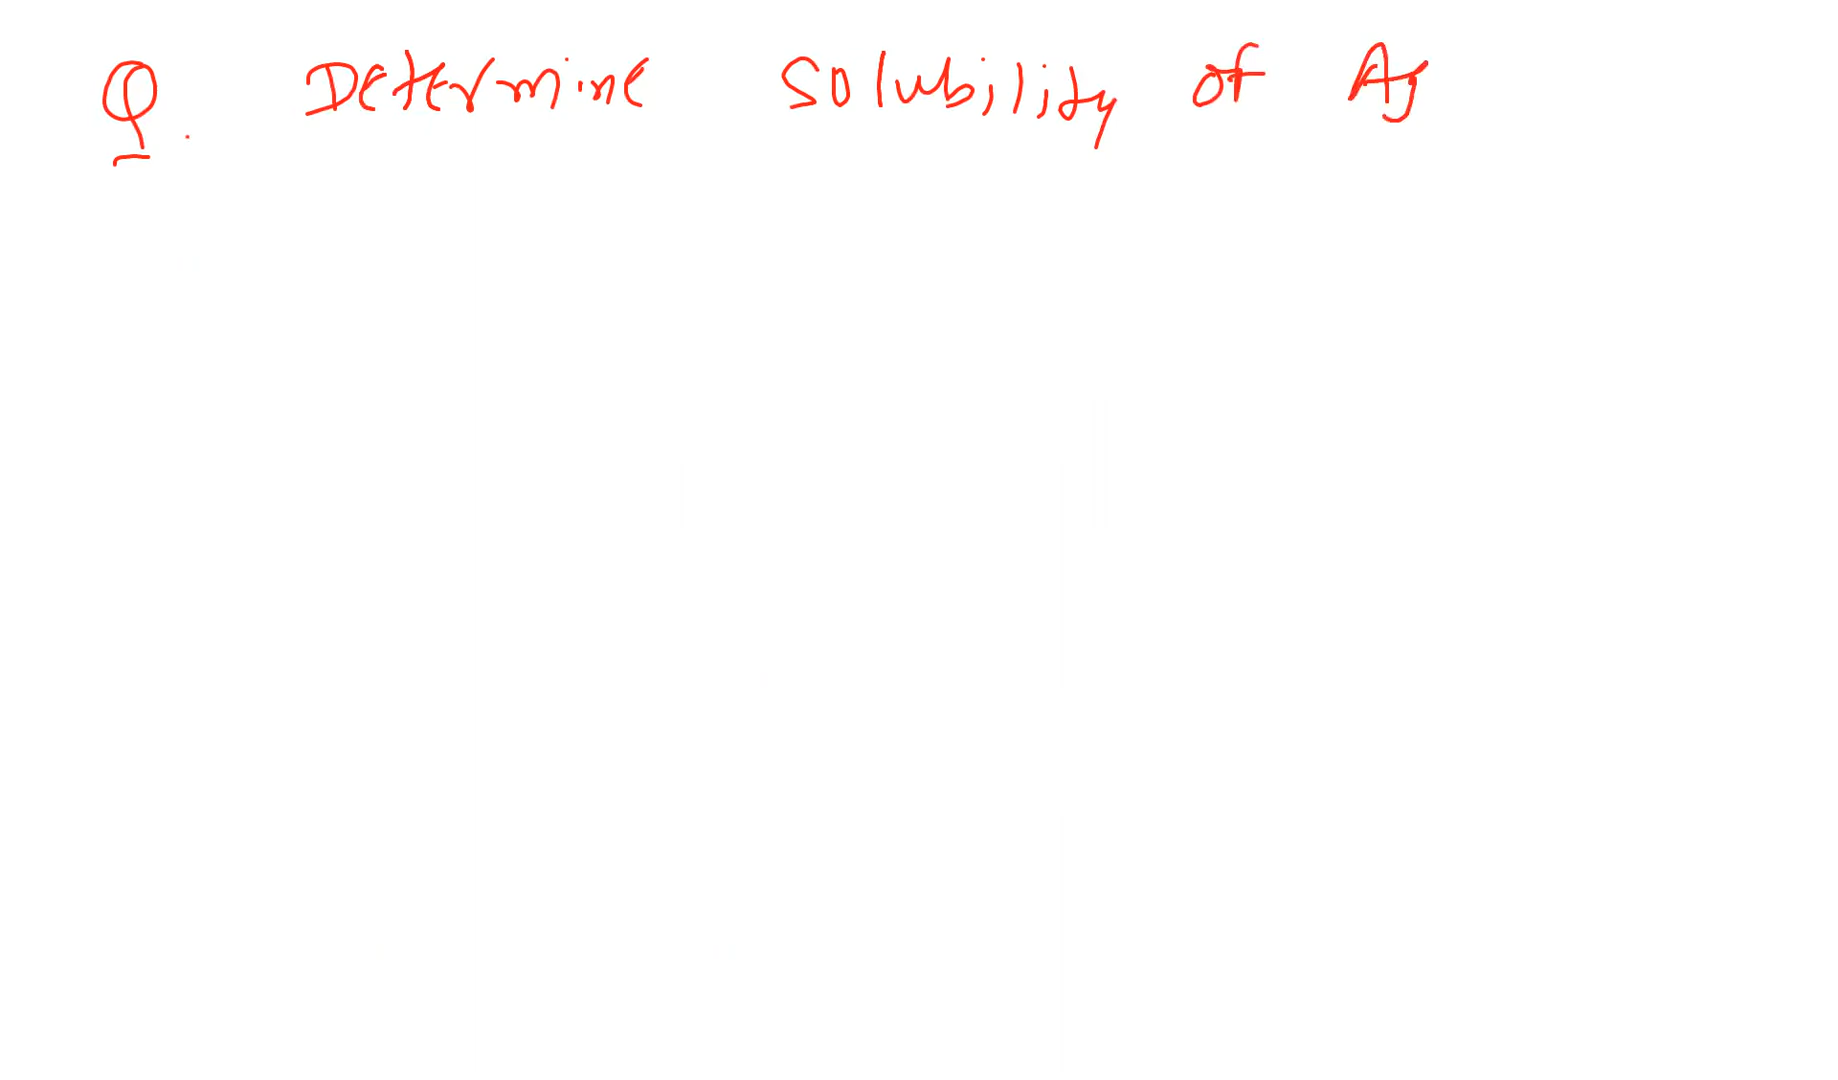 Q. Determine solubility of Ag